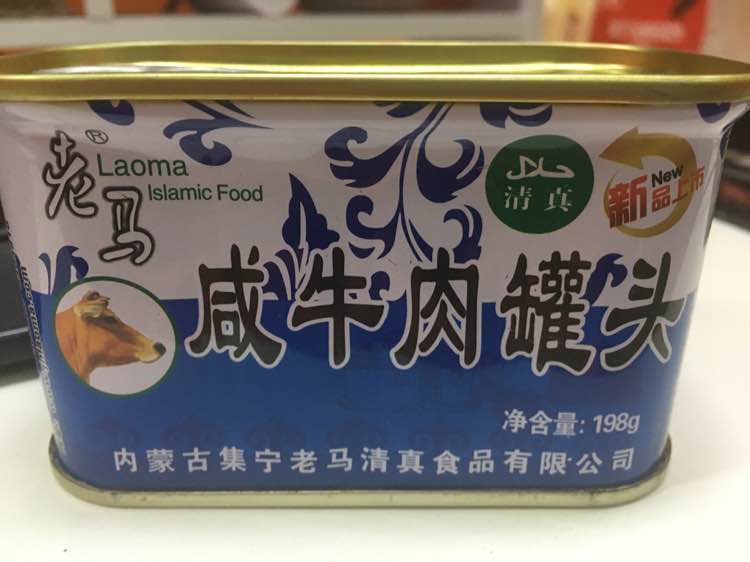 老马®
Laoma
Islamic Food
حلال
清真
New
新品上市
咸牛肉罐头
净含量: 198g
内蒙古集宁老马清真食品有限公司